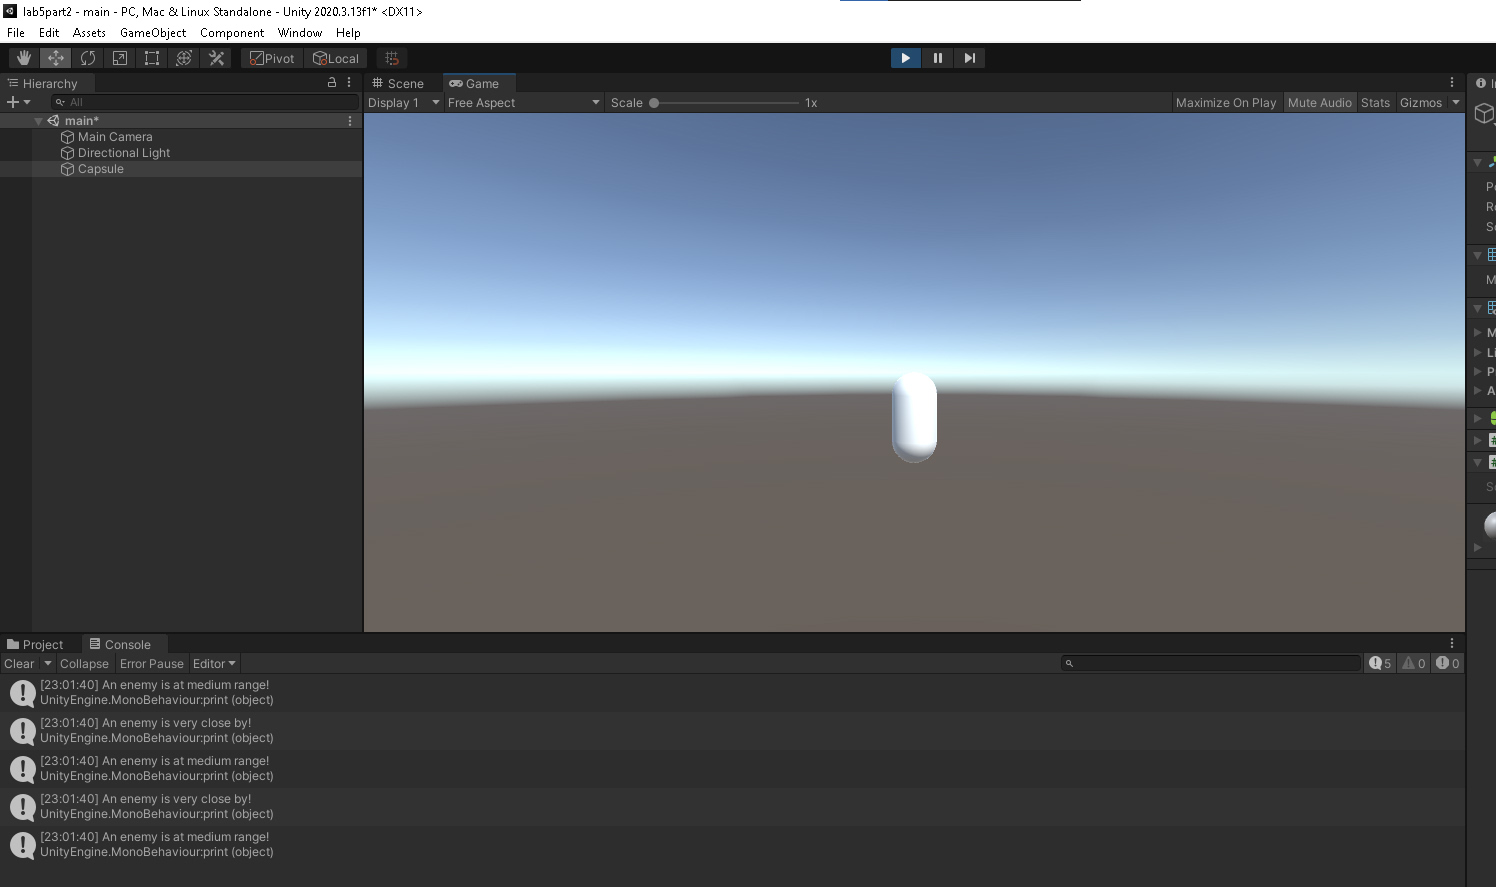 lab5part2 - main - PC, Mac & Linux Standalone - Unity 2020.3.13f1* <DX11>
File Edit Assets GameObject Component Window Help
Pivot Local
Hierarchy
All
main*
Main Camera
Directional Light
Capsule
Scene Game
Display 1 Free Aspect Scale 1x Maximize On Play Mute Audio Stats Gizmos
Project Console
Clear Collapse Error Pause Editor 5 0 0
[23:01:40] An enemy is at medium range!
UnityEngine.MonoBehaviour:print (object)
[23:01:40] An enemy is very close by!
UnityEngine.MonoBehaviour:print (object)
[23:01:40] An enemy is at medium range!
UnityEngine.MonoBehaviour:print (object)
[23:01:40] An enemy is very close by!
UnityEngine.MonoBehaviour:print (object)
[23:01:40] An enemy is at medium range!
UnityEngine.MonoBehaviour:print (object)